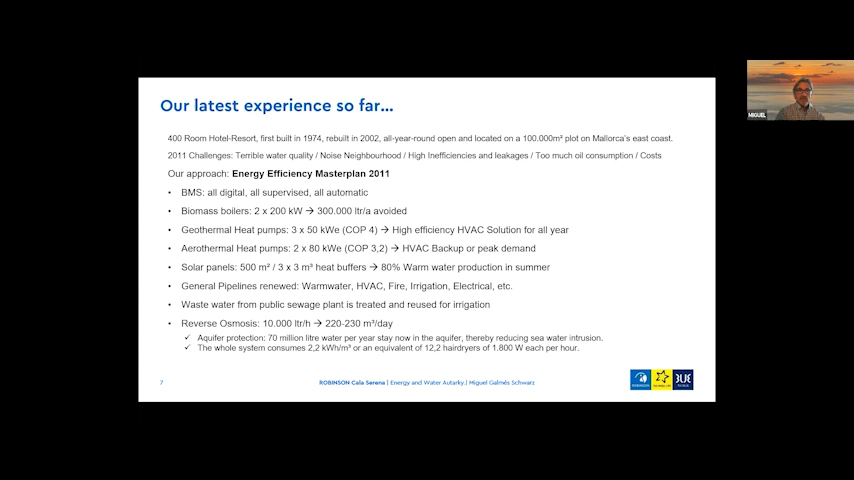 Our latest experience so far...
400 Room Hotel-Resort, first built in 1974, rebuilt in 2002, all-year-round open and located on a 100.000m² plot on Mallorca's east coast.
2011 Challenges: Terrible water quality / Noise Neighbourhood / High Inefficiencies and leakages / Too much oil consumption / Costs
Our approach: Energy Efficiency Masterplan 2011
• BMS: all digital, all supervised, all automatic
• Biomass boilers: 2 x 200 kW → 300.000 ltr/a avoided
• Geothermal Heat pumps: 3 x 50 kWe (COP 4) → High efficiency HVAC Solution for all year
• Aerothermal Heat pumps: 2 x 80 kWe (COP 3,2) → HVAC Backup or peak demand
• Solar panels: 500 m² / 3 x 3 m³ heat buffers → 80% Warm water production in summer
• General Pipelines renewed: Warmwater, HVAC, Fire, Irrigation, Electrical, etc.
• Waste water from public sewage plant is treated and reused for irrigation
• Reverse Osmosis: 10.000 ltr/h → 220-230 m³/day
✓ Aquifer protection: 70 million litre water per year stay now in the aquifer, thereby reducing sea water intrusion.
✓ The whole system consumes 2,2 kWh/m³ or an equivalent of 12,2 hairdryers of 1.800 W each per hour.
7
ROBINSON Cala Serena | Energy and Water Autarky.| Miguel Galmés Schwarz
BUE
MIGUEL